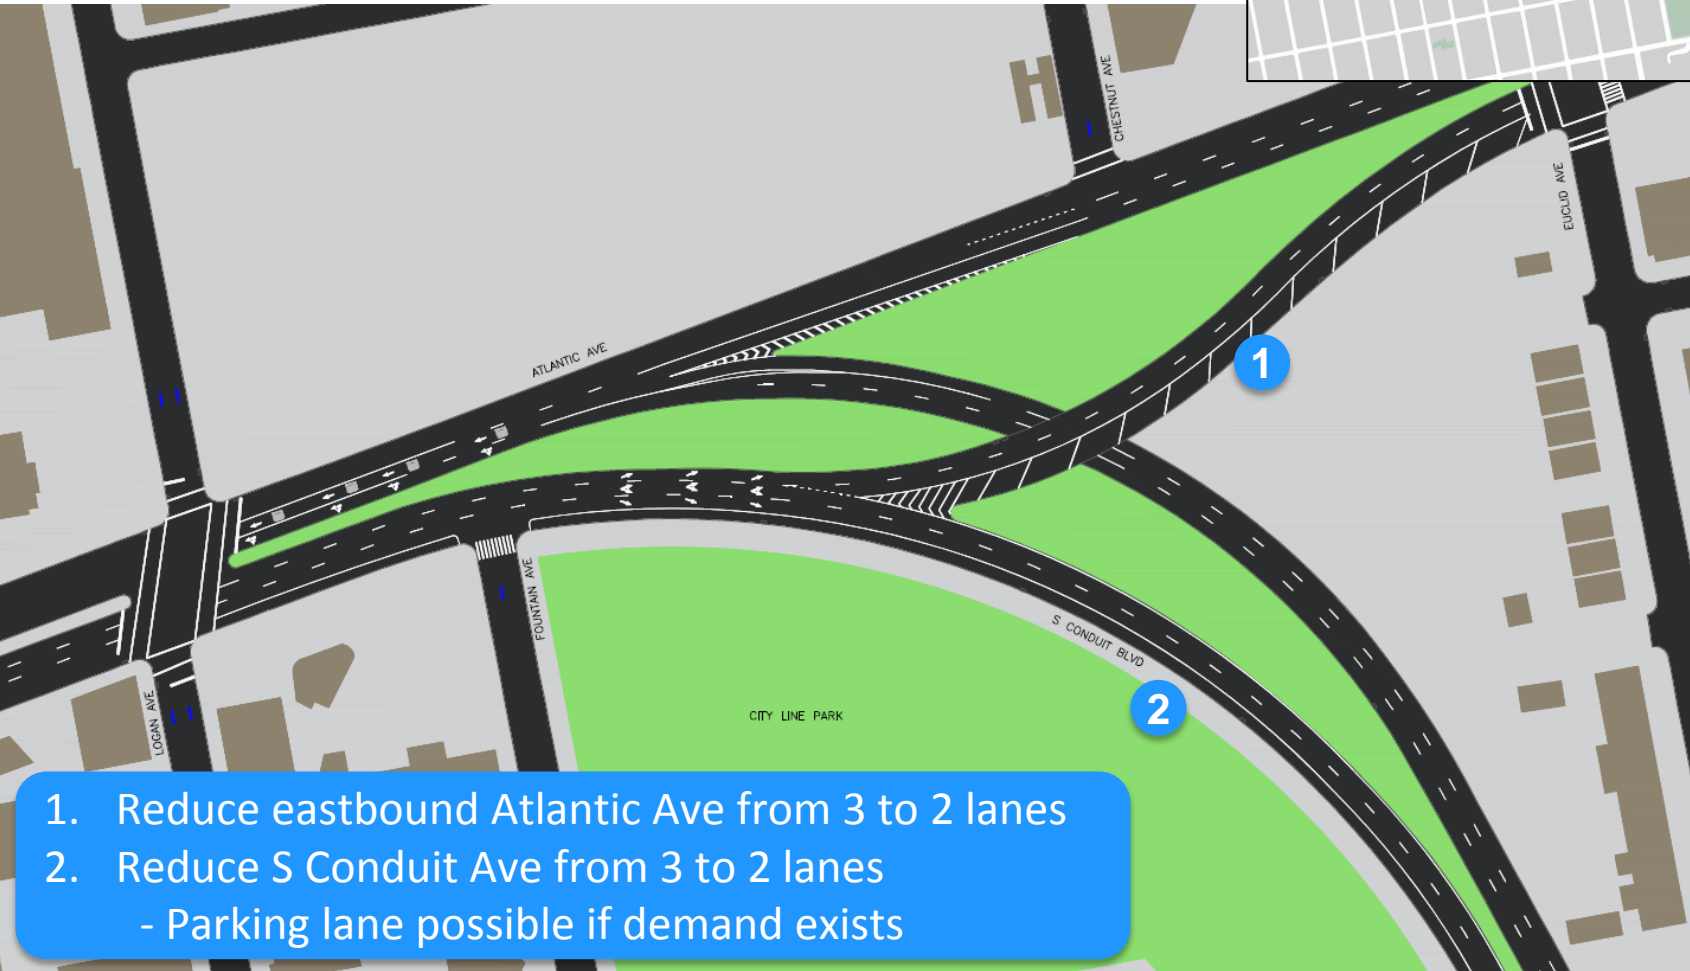 CHESTNUT AVE
EUCLID AVE
ATLANTIC AVE
1
FOUNTAIN AVE
S CONDUIT BLVD
2
CITY LINE PARK
LOGAN AVE
1. Reduce eastbound Atlantic Ave from 3 to 2 lanes
2. Reduce S Conduit Ave from 3 to 2 lanes
- Parking lane possible if demand exists